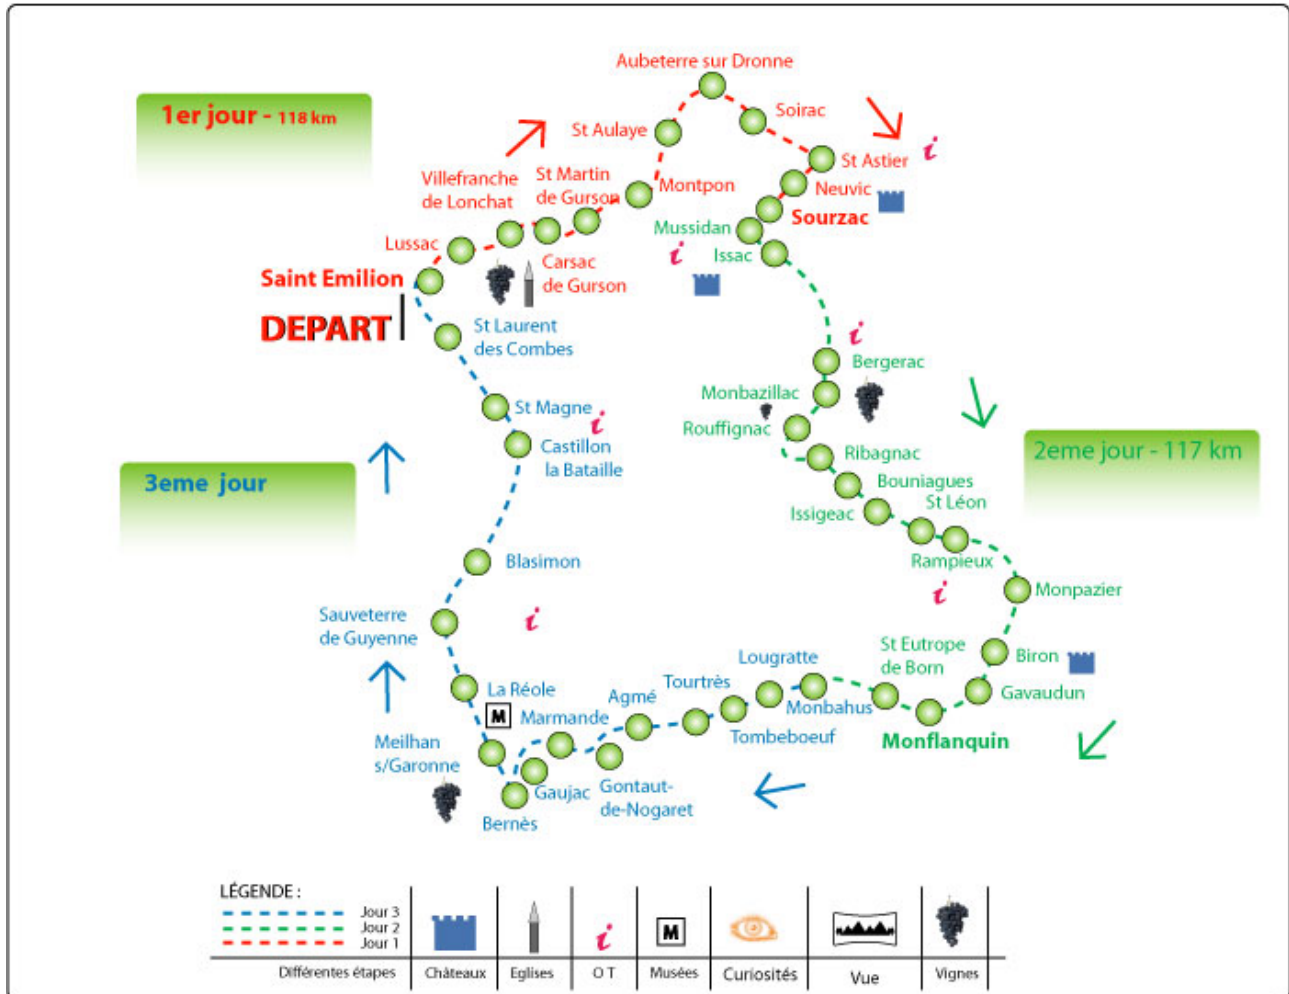 Aubeterre sur Dronne
1er jour - 118 km
Soirac
St Aulaye
St Astier
i
Villefranche
de Lonchat
St Martin
de Gurson
Montpon
Neuvic
Sourzac
Mussidan
Issac
i
Lussac
Carsac
de Gurson
Saint Emilion
DEPART
St Laurent
des Combes
i
Bergerac
Monbazillac
Rouffignac
St Magne
i
Castillon
la Bataille
Ribagnac
Bouniagues
St Léon
Issigeac
2eme jour - 117 km
3eme jour
Blasimon
Rampieux
i
Monpazier
Sauveterre
de Guyenne
i
St Eutrope
de Born
Biron
Gavaudun
Lougratte
Tourtrès
Agmé
La Réole
M
Marmande
Monbahus
Tombeboeuf
Monflanquin
Meilhan
s/Garonne
Gaujac
Gontaut-
de-Nogaret
Bernès
LÉGENDE :
Jour 3
Jour 2
Jour 1
i
M
Différentes étapes
Châteaux
Eglises
O T
Musées
Curiosités
Vue
Vignes